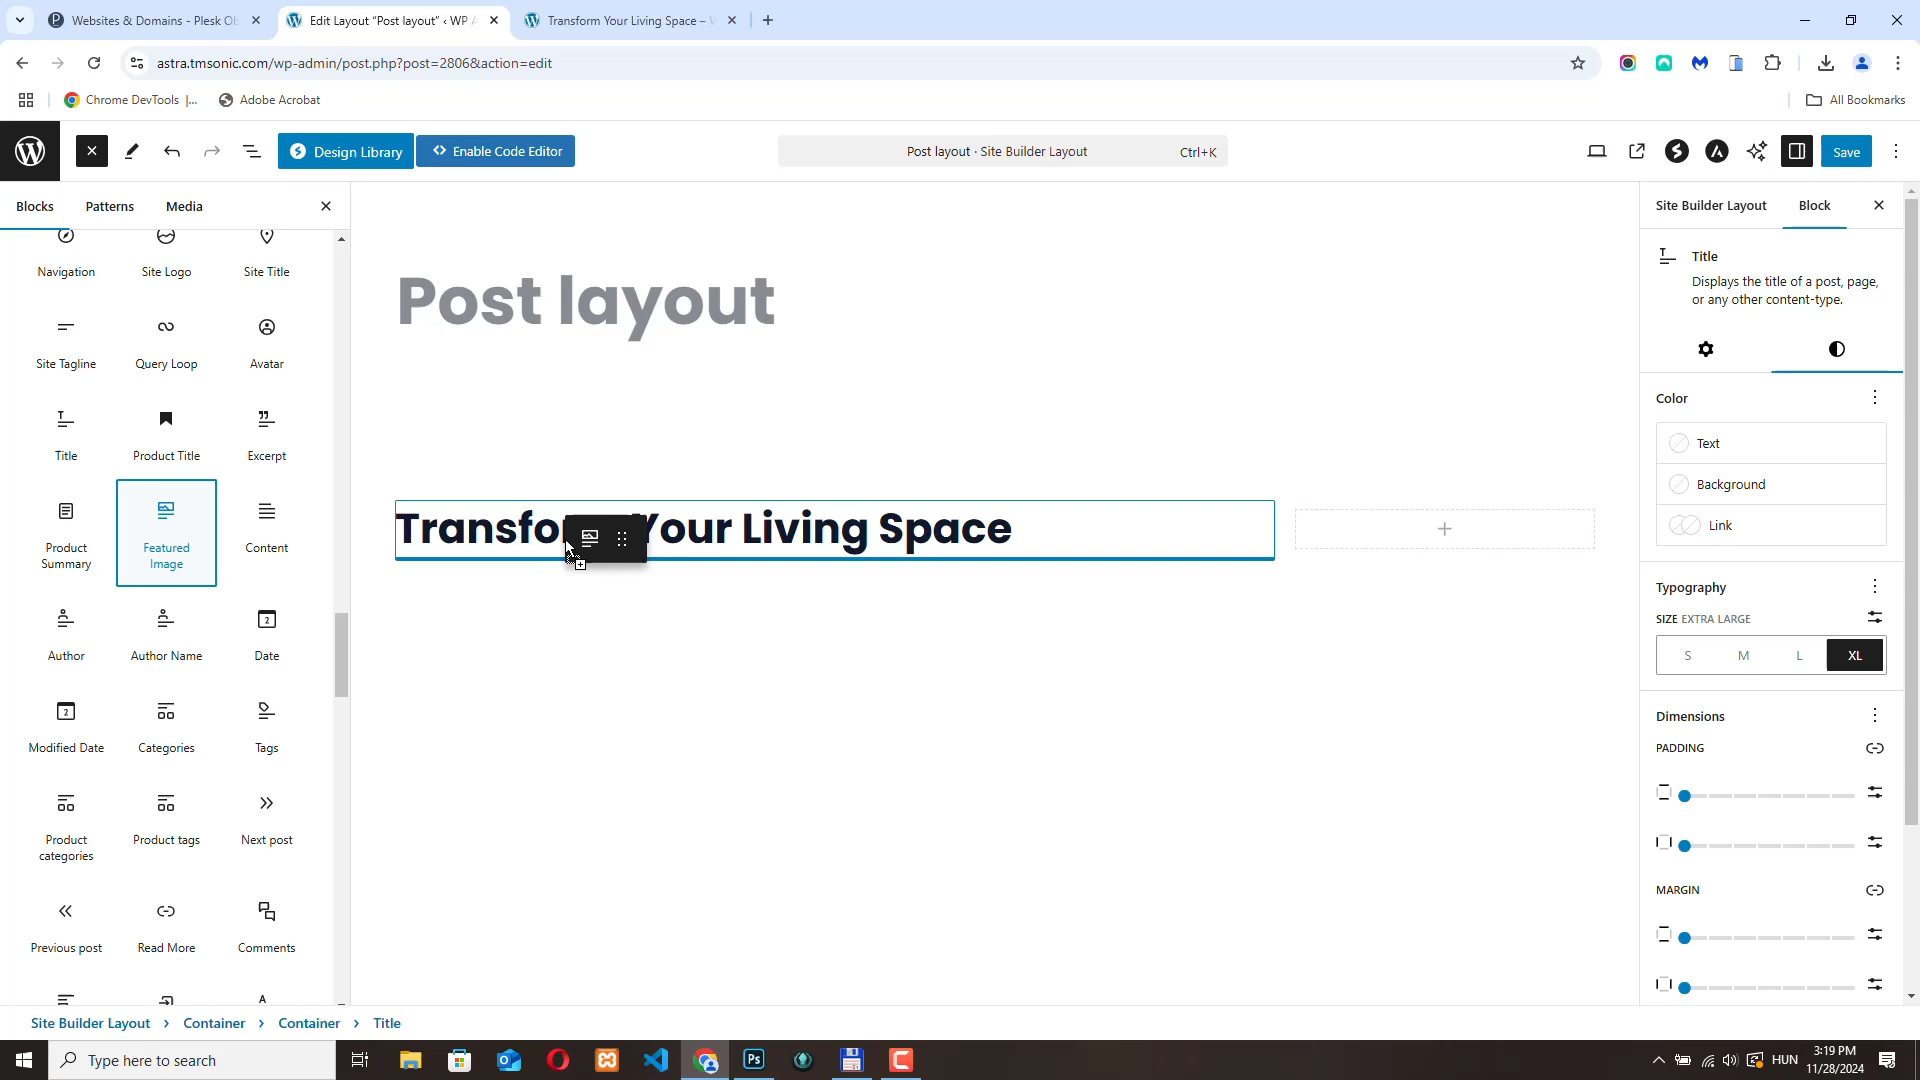 Websites & Domains - Plesk Ob
Edit Layout “Post layout” ‹ WP A
Transform Your Living Space – W
astra.tmsonic.com/wp-admin/post.php?post=2806&action=edit
Chrome DevTools |...
Adobe Acrobat
All Bookmarks
Design Library
Enable Code Editor
Post layout · Site Builder Layout
Ctrl+K
Save
Blocks
Patterns
Media
Site Builder Layout
Block
Navigation
Site Logo
Site Title
Site Tagline
Query Loop
Avatar
Title
Product Title
Excerpt
Product Summary
Featured Image
Content
Author
Author Name
Date
Modified Date
Categories
Tags
Product categories
Product tags
Next post
Previous post
Read More
Comments
Post layout
Transform Your Living Space
Title
Displays the title of a post, page,
or any other content-type.
Color
Text
Background
Link
Typography
SIZE EXTRA LARGE
S M L XL
Dimensions
PADDING
MARGIN
Site Builder Layout › Container › Container › Title
Type here to search
HUN
3:19 PM
11/28/2024